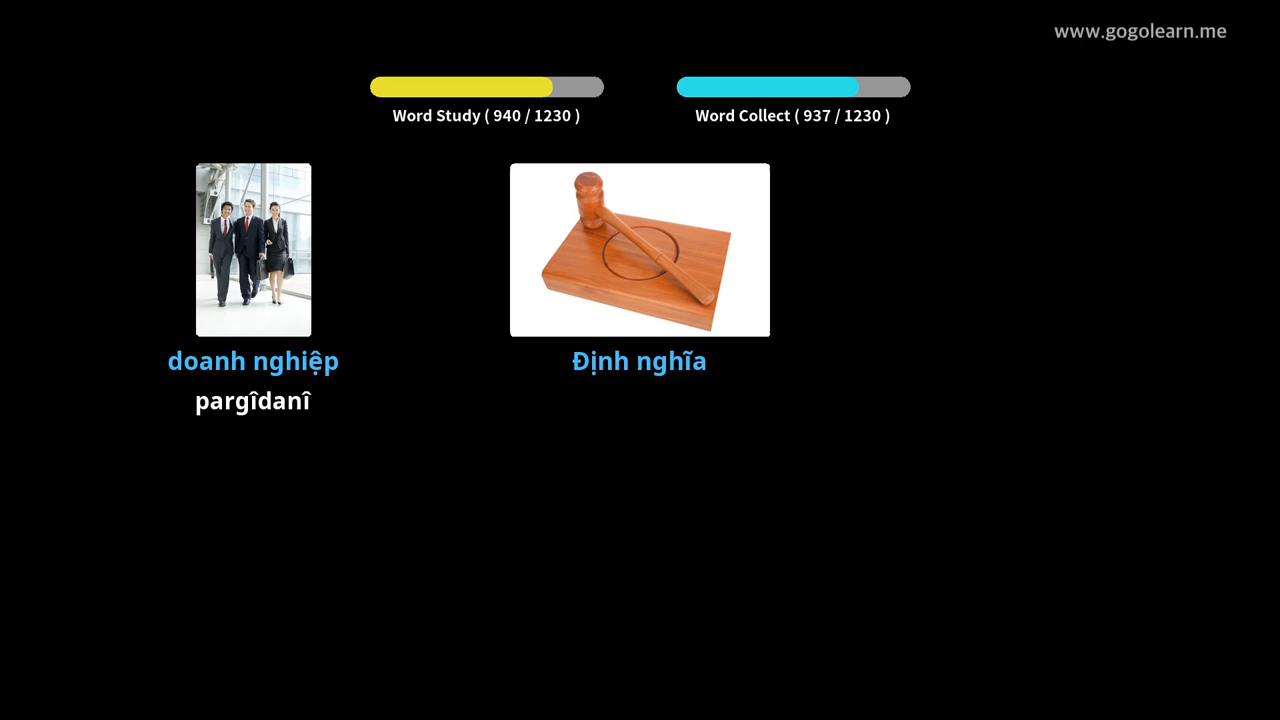 www.gogolearn.me
Word Study ( 940 / 1230 )
Word Collect ( 937 / 1230 )
doanh nghiệp
Định nghĩa
pargîdanî